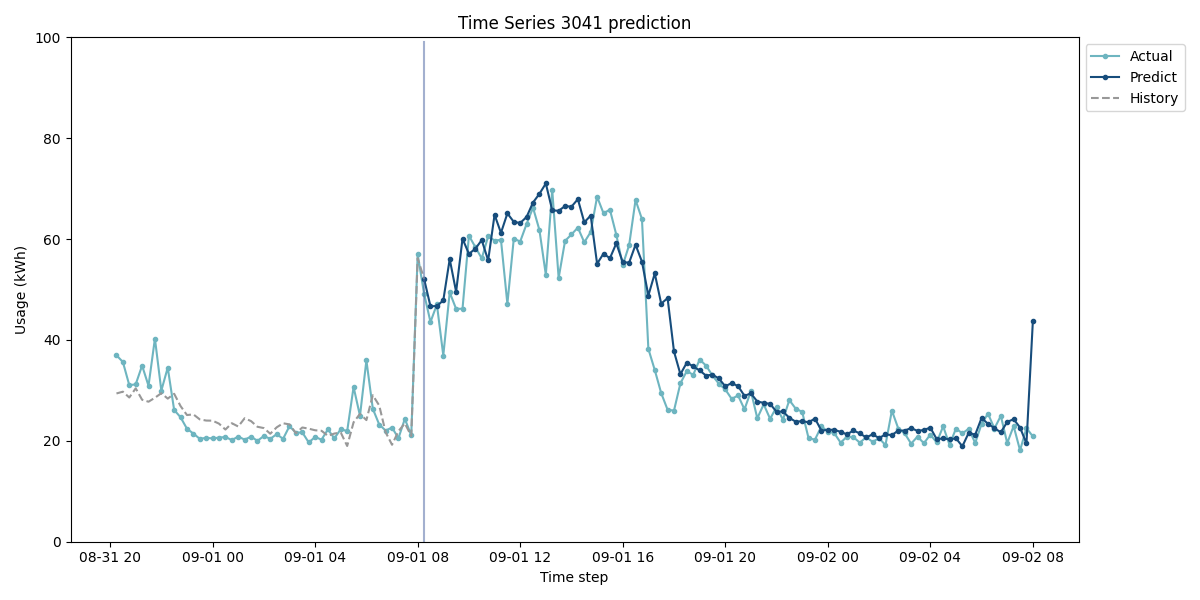 Time Series 3041 prediction
100
80
60
40
20
0
Usage (kWh)
08-31 20
09-01 00
09-01 04
09-01 08
09-01 12
09-01 16
09-01 20
09-02 00
09-02 04
09-02 08
Time step
Actual
Predict
History